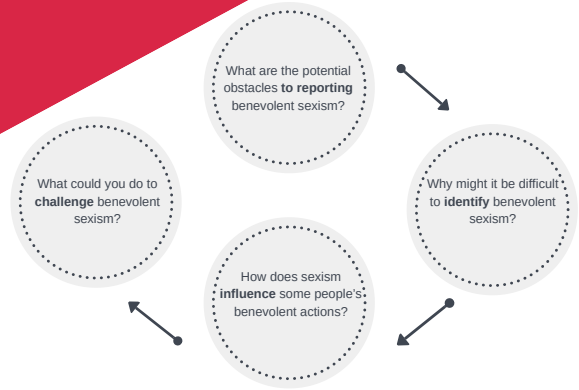 What are the potential
obstacles to reporting
benevolent sexism?
Why might it be difficult
to identify benevolent
sexism?
How does sexism
influence some people's
benevolent actions?
What could you do to
challenge benevolent
sexism?